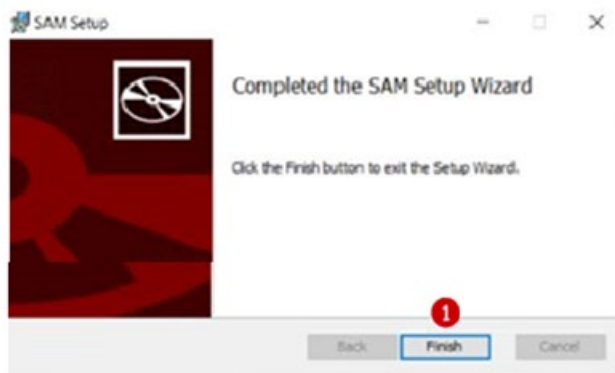 SAM Setup
Completed the SAM Setup Wizard
Click the Finish button to exit the Setup Wizard.
1
Back Finish Cancel